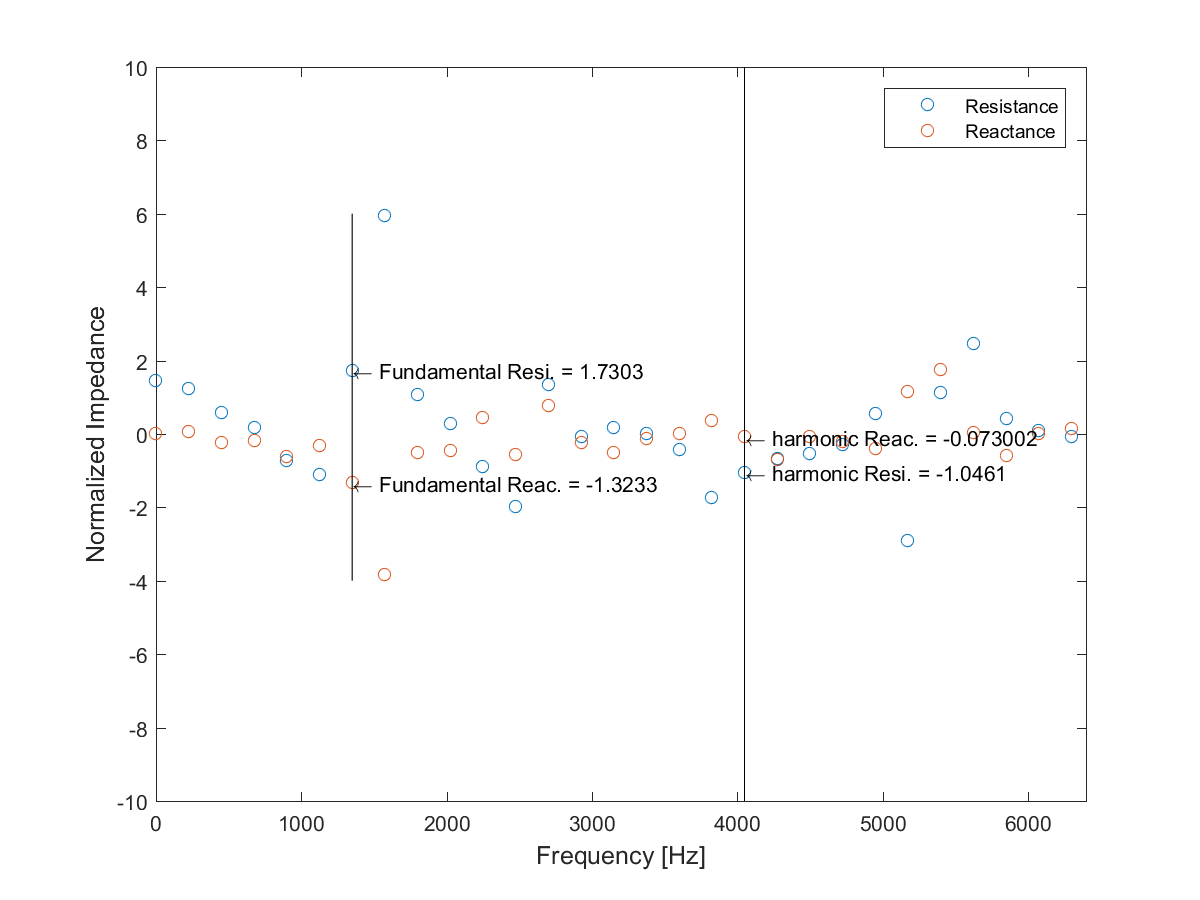 10
8
6
4
2
0
-2
-4
-6
-8
-10
Normalized Impedance
Resistance
Reactance
Fundamental Resi. = 1.7303
harmonic Reac. = -0.073002
harmonic Resi. = -1.0461
Fundamental Reac. = -1.3233
0 1000 2000 3000 4000 5000 6000
Frequency [Hz]